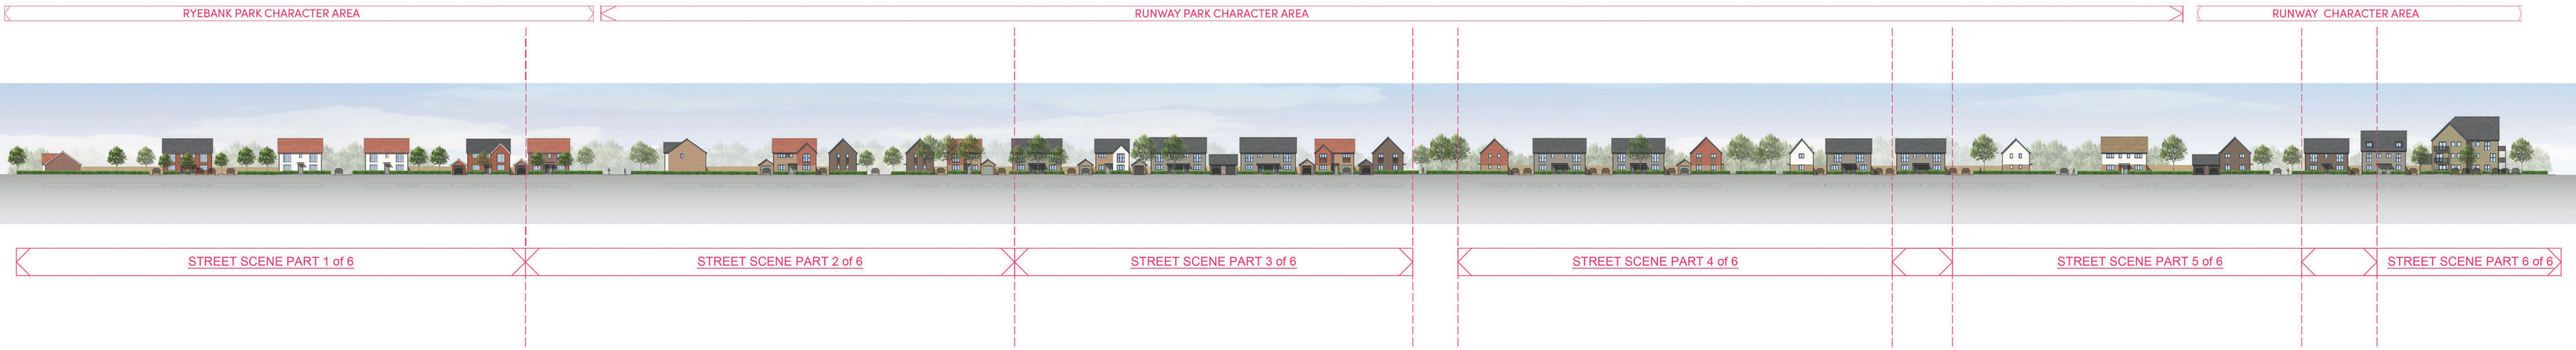 RYEBANK PARK CHARACTER AREA
RUNWAY PARK CHARACTER AREA
RUNWAY CHARACTER AREA
STREET SCENE PART 1 of 6
STREET SCENE PART 2 of 6
STREET SCENE PART 3 of 6
STREET SCENE PART 4 of 6
STREET SCENE PART 5 of 6
STREET SCENE PART 6 of 6